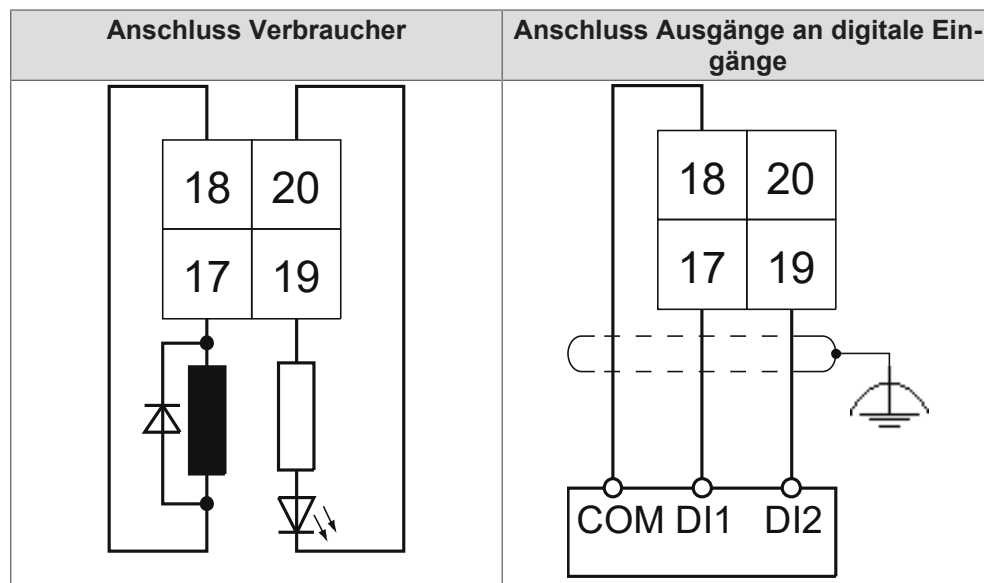 Anschluss Verbraucher
Anschluss Ausgänge an digitale Ein-
gänge
18 20
17 19
18 20
17 19
COM DI1 DI2